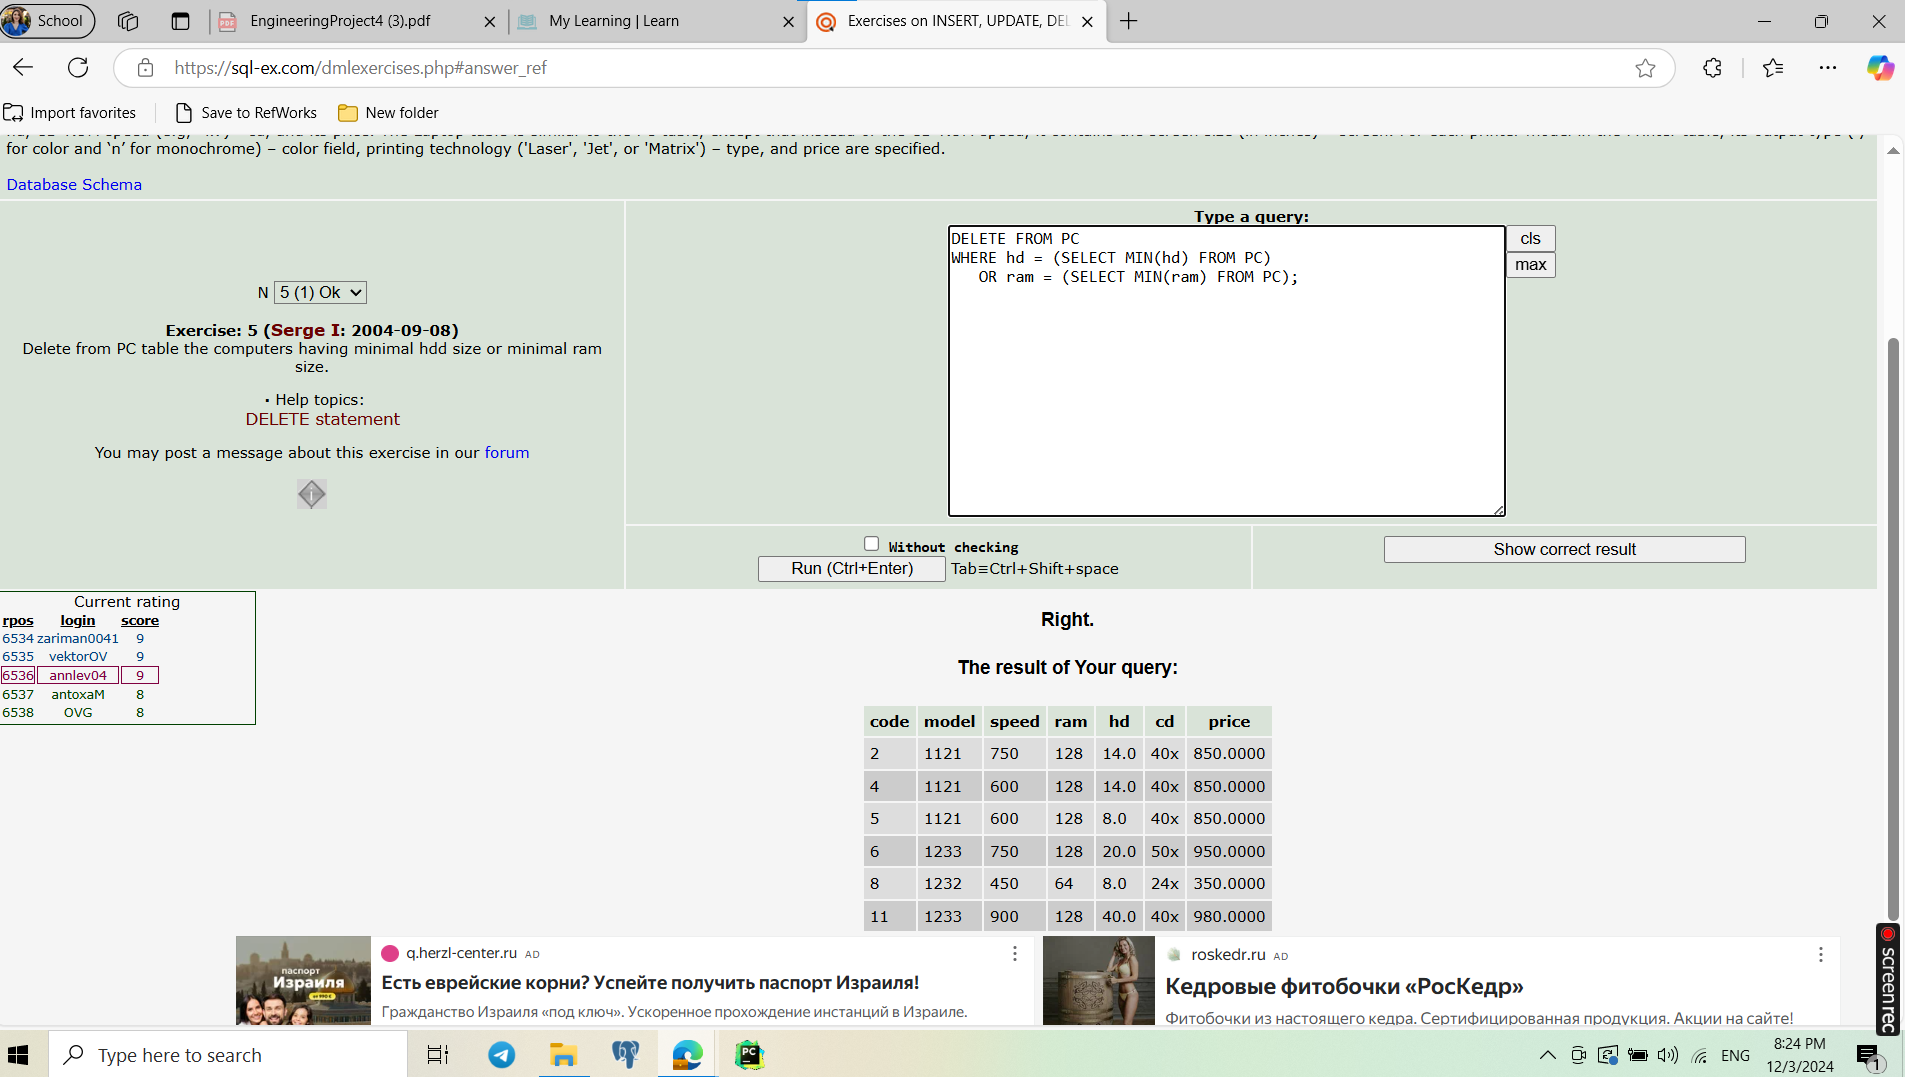 School
EngineeringProject4 (3).pdf
My Learning | Learn
Exercises on INSERT, UPDATE, DEL
https://sql-ex.com/dmlexercises.php#answer_ref
Import favorites
Save to RefWorks
New folder
for color and 'n' for monochrome) – color field, printing technology ('Laser', 'Jet', or 'Matrix') – type, and price are specified.
Database Schema
Type a query:
DELETE FROM PC
WHERE hd = (SELECT MIN(hd) FROM PC)
OR ram = (SELECT MIN(ram) FROM PC);
cls
max
N 5 (1) Ok
Exercise: 5 (Serge I: 2004-09-08)
Delete from PC table the computers having minimal hdd size or minimal ram
size.
• Help topics:
DELETE statement
You may post a message about this exercise in our forum
Without checking
Run (Ctrl+Enter) Tab≡Ctrl+Shift+space
Show correct result
Current rating
rpos login score
6534 zariman0041 9
6535 vektorOV 9
6536 annlev04 9
6537 antoxaM 8
6538 OVG 8
Right.
The result of Your query:
code model speed ram hd cd price
2 1121 750 128 14.0 40x 850.0000
4 1121 600 128 14.0 40x 850.0000
5 1121 600 128 8.0 40x 850.0000
6 1233 750 128 20.0 50x 950.0000
8 1232 450 64 8.0 24x 350.0000
11 1233 900 128 40.0 40x 980.0000
паспорт
Израиля
q.herzl-center.ru AD
Есть еврейские корни? Успейте получить паспорт Израиля!
Гражданство Израиля «под ключ». Ускоренное прохождение инстанций в Израиле.
roskedr.ru AD
Кедровые фитобочки «РосКедр»
Фитобочки из настоящего кедра. Сертифицированная продукция. Акции на сайте!
screenrec
Type here to search
PC
ENG
8:24 PM
12/3/2024
1